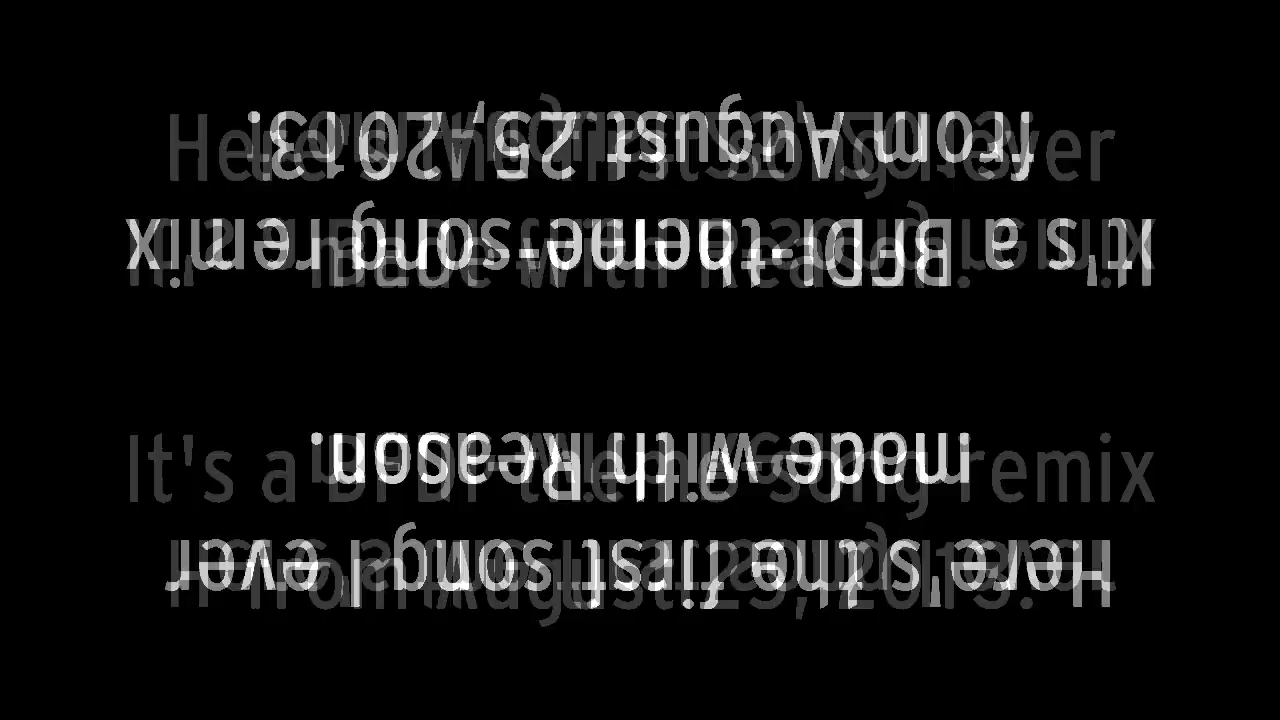 Here's the first song I ever
made with Reason.
It's a BFDI-theme-song remix
from August 25, 2013!